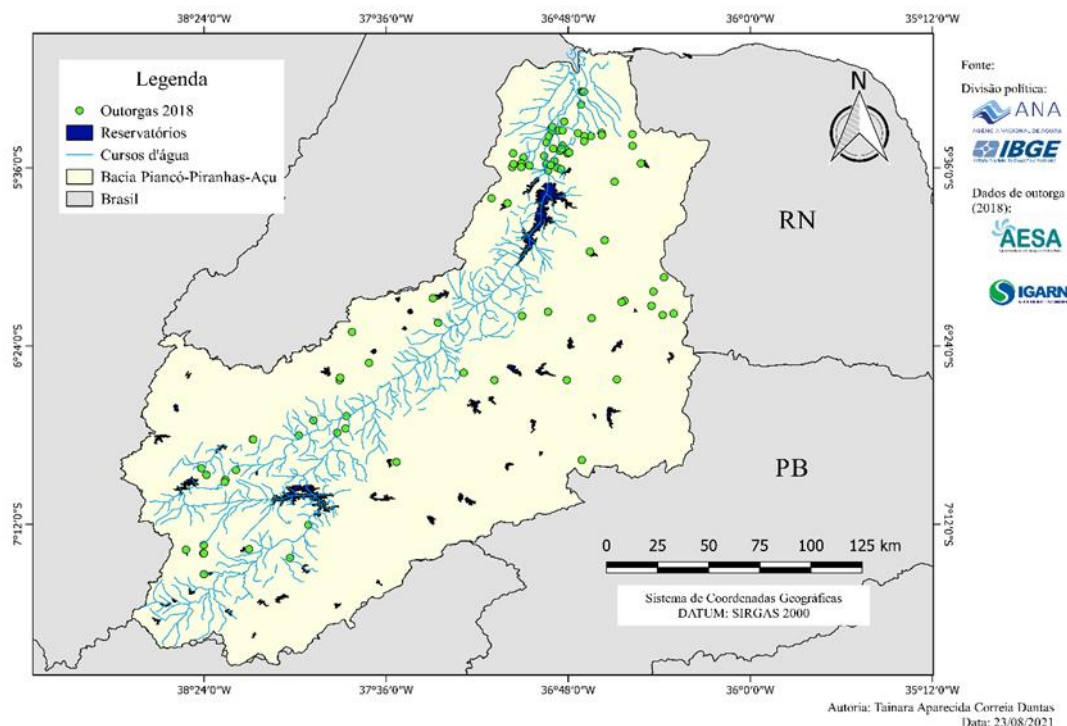 38°24'0"W 37°36'0"W 36°48'0"W 36°0'0"W 35°12'0"W
Legenda
Outorgas 2018
Reservatórios
Cursos d'água
Bacia Piancó-Piranhas-Açu
Brasil
N
Fonte:
Divisão política:
ANA
AGÊNCIA NACIONAL DE ÁGUAS
IBGE
Dados de outorga
(2018):
AESA
IGARN
5°36'0"S 5°36'0"S
RN
6°24'0"S 6°24'0"S
PB
7°12'0"S 7°12'0"S
0 25 50 75 100 125 km
Sistema de Coordenadas Geográficas
DATUM: SIRGAS 2000
38°24'0"W 37°36'0"W 36°48'0"W 36°0'0"W 35°12'0"W
Autoria: Tainara Aparecida Correia Dantas
Data: 23/08/2021